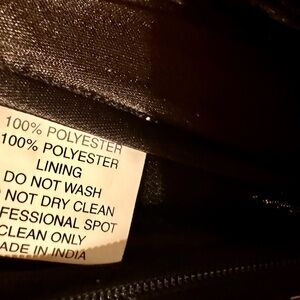 100% POLYESTER
100% POLYESTER
LINING
DO NOT WASH
NOT DRY CLEAN
FESSIONAL SPOT
CLEAN ONLY
ADE IN INDIA